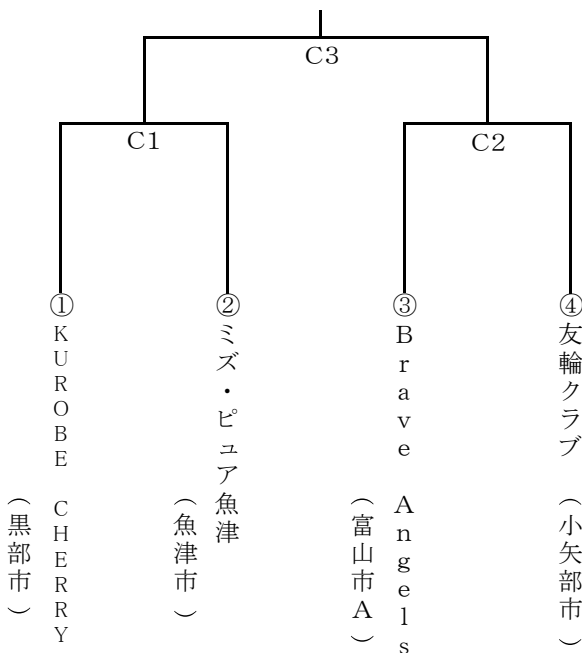 C3
C1
C2
①KUROBE CHERRY
（黒部市）
②ミズ・ピュア魚津
（魚津市）
③Brave Angels
（富山市A）
④友輪クラブ
（小矢部市）